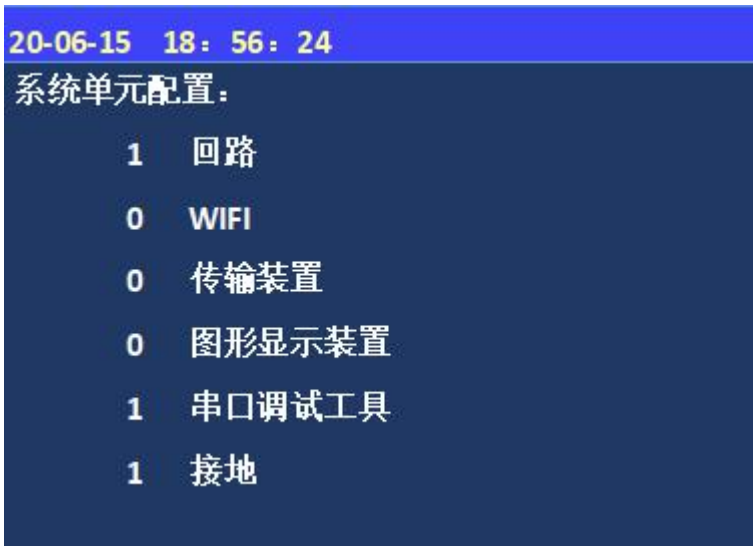 20-06-15 18：56：24
系统单元配置：
1 回路
0 WIFI
0 传输装置
0 图形显示装置
1 串口调试工具
1 接地